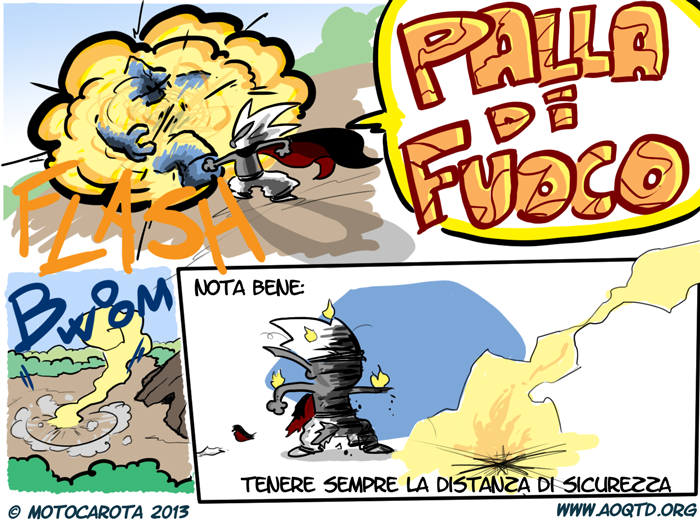 PALLA
DI
FUOCO
FLASH
BWOOM
NOTA BENE:
TENERE SEMPRE LA DISTANZA DI SICUREZZA
© MOTOCAROTA 2013
WWW.AOQTD.ORG